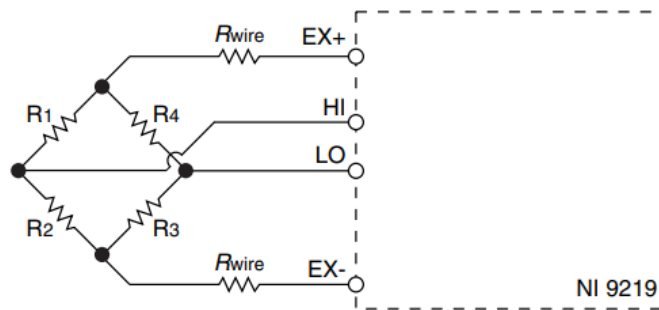 Rwire
EX+
R1
R4
HI
LO
R2
R3
Rwire
EX-
NI 9219